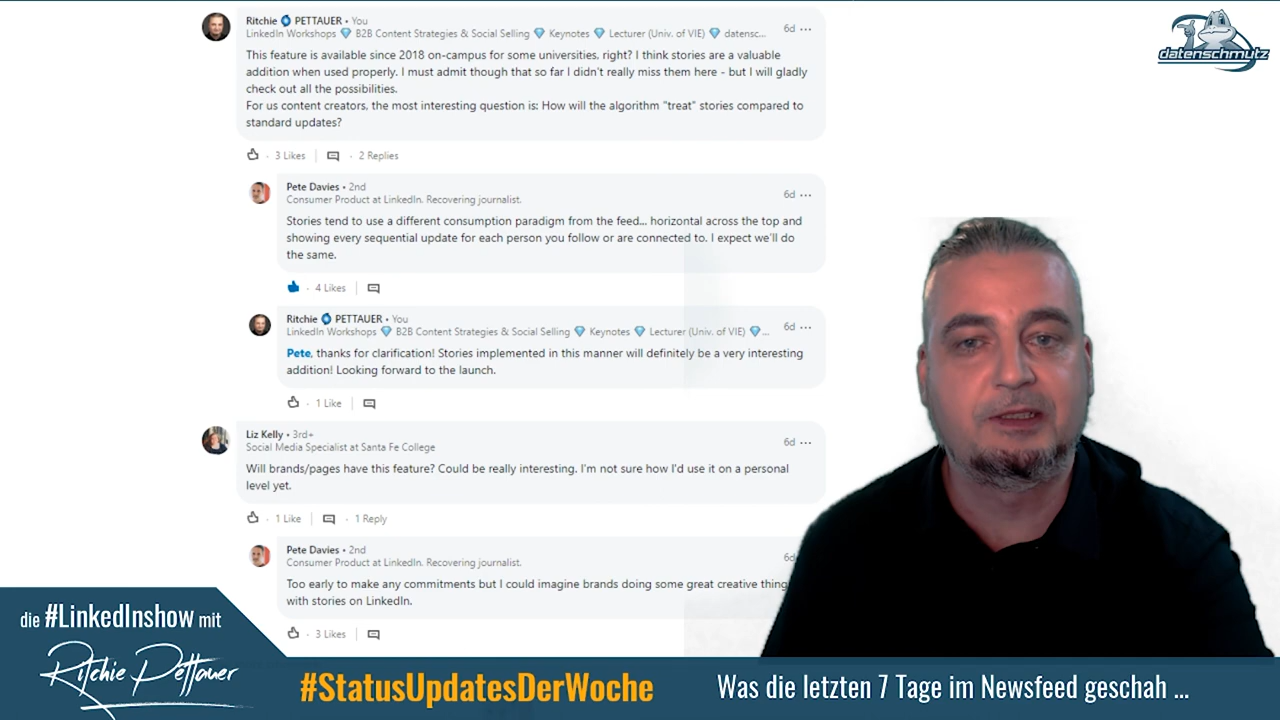 Ritchie PETTAUER • You
LinkedIn Workshops B2B Content Strategies & Social Selling Keynotes Lecturer (Univ. of VIE) datensc...
6d ...
This feature is available since 2018 on-campus for some universities, right? I think stories are a valuable
addition when used properly. I must admit though that so far I didn't really miss them here - but I will gladly
check out all the possibilities.
For us content creators, the most interesting question is: How will the algorithm "treat" stories compared to
standard updates?
3 Likes 2 Replies
Pete Davies • 2nd
Consumer Product at LinkedIn. Recovering journalist.
6d ...
Stories tend to use a different consumption paradigm from the feed... horizontal across the top and
showing every sequential update for each person you follow or are connected to. I expect we'll do
the same.
4 Likes
Ritchie PETTAUER • You
LinkedIn Workshops B2B Content Strategies & Social Selling Keynotes Lecturer (Univ. of VIE) ...
6d ...
Pete, thanks for clarification! Stories implemented in this manner will definitely be a very interesting
addition! Looking forward to the launch.
1 Like
Liz Kelly • 3rd+
Social Media Specialist at Santa Fe College
6d ...
Will brands/pages have this feature? Could be really interesting. I'm not sure how I'd use it on a personal
level yet.
1 Like 1 Reply
Pete Davies • 2nd
Consumer Product at LinkedIn. Recovering journalist.
6d
Too early to make any commitments but I could imagine brands doing some great creative thing
with stories on LinkedIn.
3 Likes
datenschmutz
die #LinkedInshow mit
Ritchie Pettauer
#StatusUpdatesDerWoche
Was die letzten 7 Tage im Newsfeed geschah ...